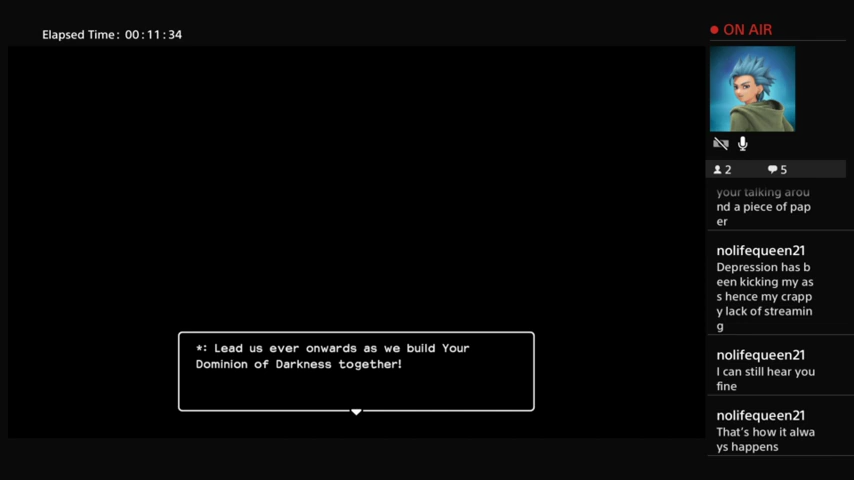 Elapsed Time: 00:11:34
ON AIR
2 5
your talking arou
nd a piece of pap
er
nolifequeen21
Depression has b
een kicking my as
s hence my crapp
y lack of streamin
g
nolifequeen21
I can still hear you
fine
nolifequeen21
That's how it alwa
ys happens
*: Lead us ever onwards as we build Your
Dominion of Darkness together!